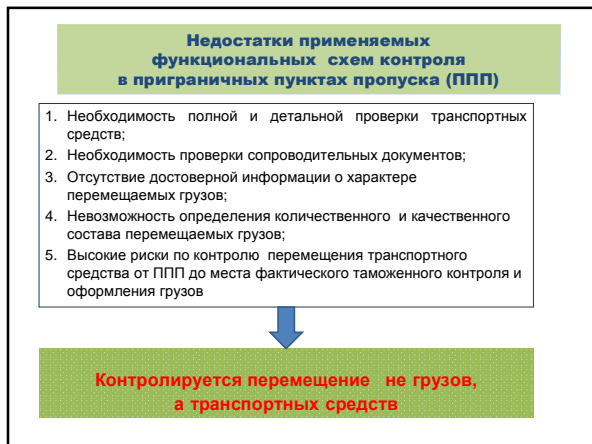 Недостатки применяемых
функциональных схем контроля
в приграничных пунктах пропуска (ППП)
1. Необходимость полной и детальной проверки транспортных
средств;
2. Необходимость проверки сопроводительных документов;
3. Отсутствие достоверной информации о характере
перемещаемых грузов;
4. Невозможность определения количественного и качественного
состава перемещаемых грузов;
5. Высокие риски по контролю перемещения транспортного
средства от ППП до места фактического таможенного контроля и
оформления грузов
Контролируется перемещение не грузов,
а транспортных средств